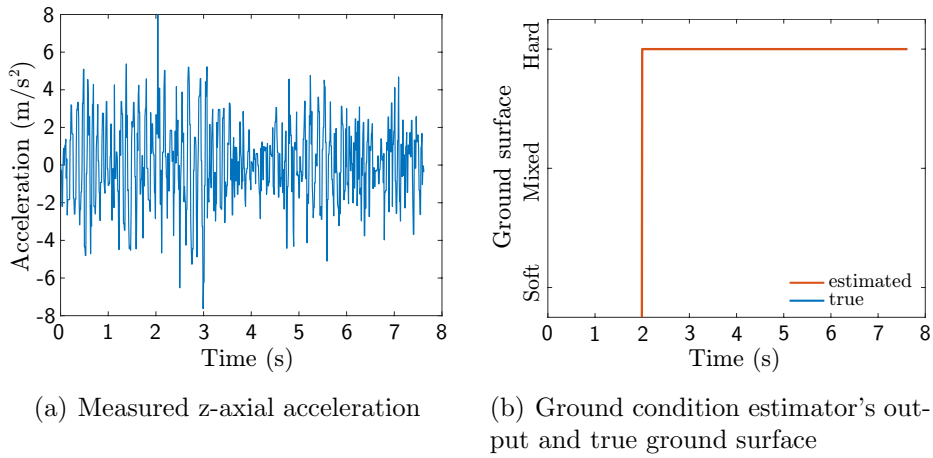 Acceleration (m/s²)
8
6
4
2
0
-2
-4
-6
-8
0 1 2 3 4 5 6 7 8
Time (s)
(a) Measured z-axial acceleration
Ground surface
Hard
Mixed
Soft
estimated
true
0 1 2 3 4 5 6 7 8
Time (s)
(b) Ground condition estimator's out-
put and true ground surface